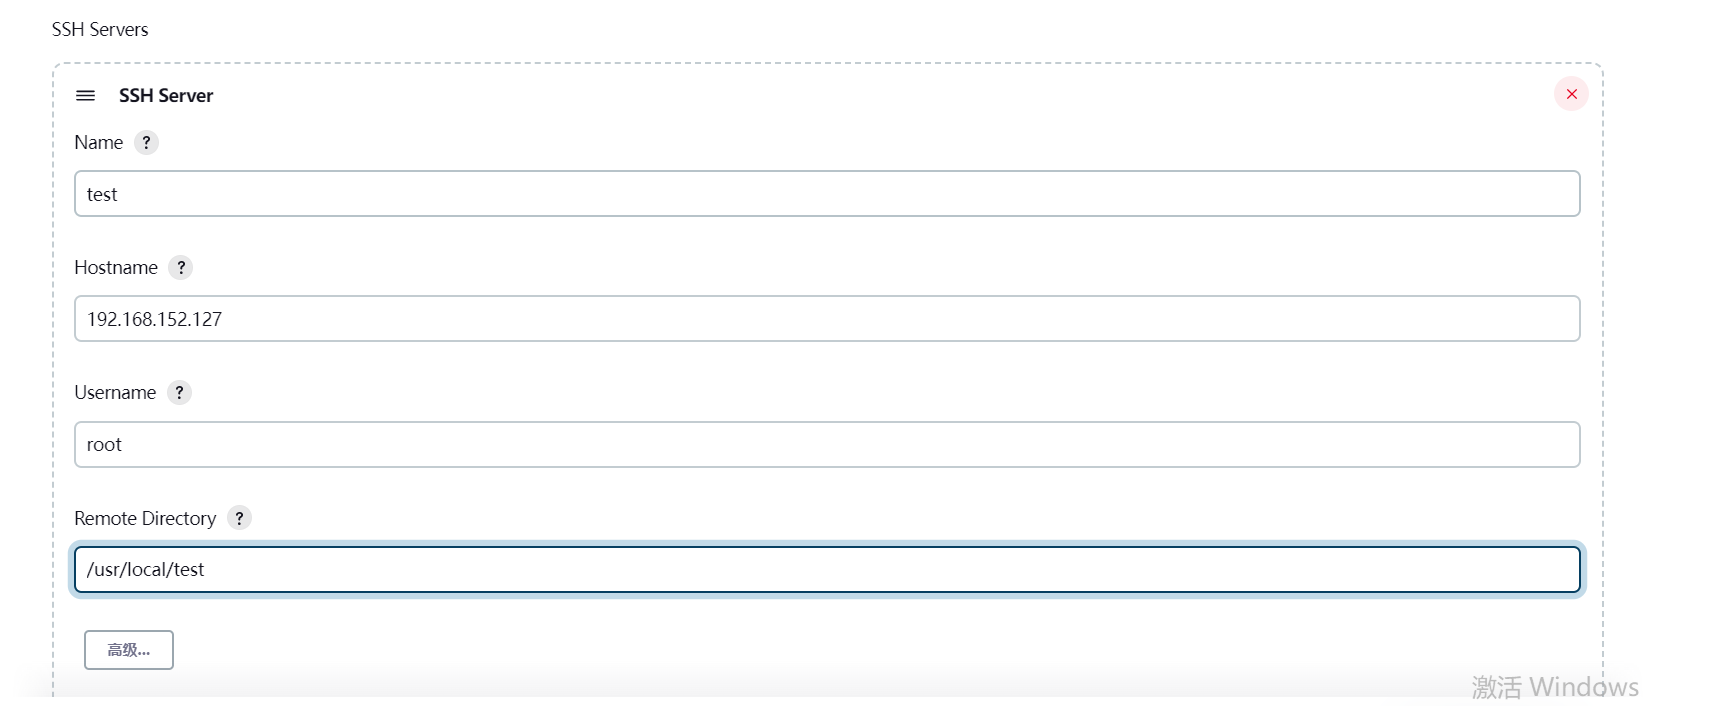 SSH Servers
SSH Server
Name ?
test
Hostname ?
192.168.152.127
Username ?
root
Remote Directory ?
/usr/local/test
高级...
激活 Windows